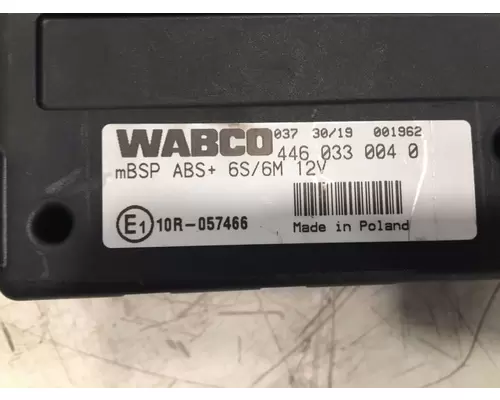 037 30/19 001962
WABCO 446 033 004 0
mBSP ABS+ 6S/6M 12V
E1 10R-057466
Made in Poland